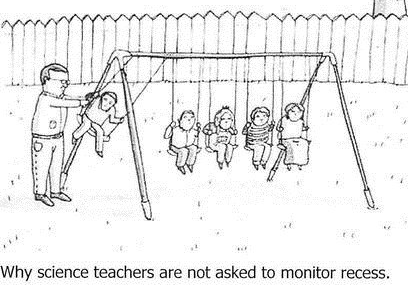 Why science teachers are not asked to monitor recess.